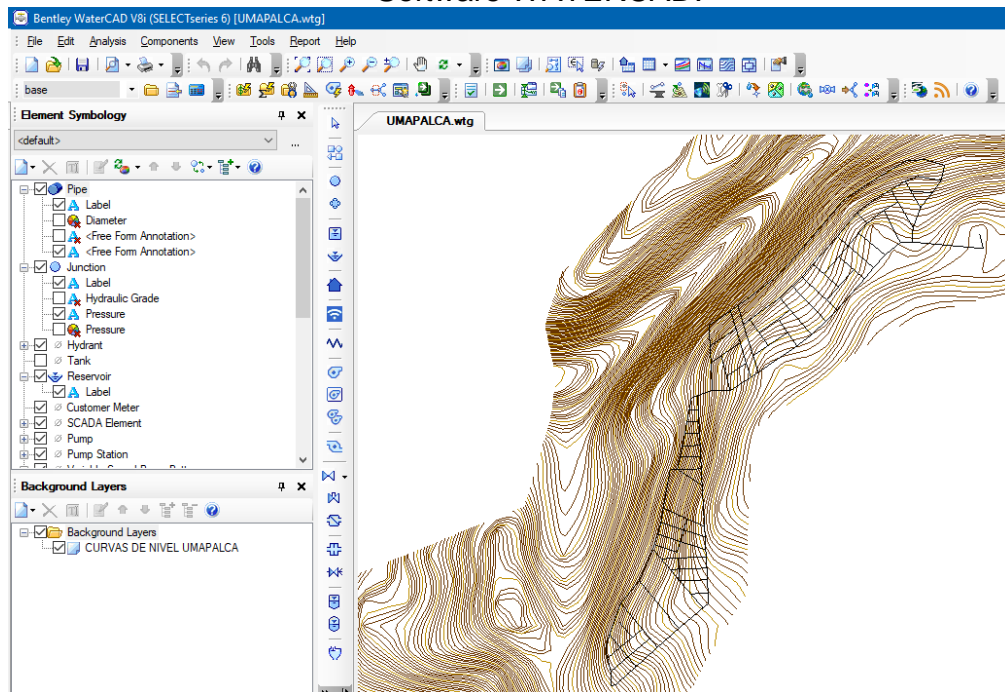 Software WATERCAD.
Bentley WaterCAD V8i (SELECTseries 6) [UMAPALCA.wtg]
File Edit Analysis Components View Tools Report Help
base
Element Symbology
<default>
UMAPALCA.wtg
Pipe
Label
Diameter
<Free Form Annotation>
<Free Form Annotation>
Junction
Label
Hydraulic Grade
Pressure
Pressure
Hydrant
Tank
Reservoir
Label
Customer Meter
SCADA Element
Pump
Pump Station
Background Layers
Background Layers
CURVAS DE NIVEL UMAPALCA